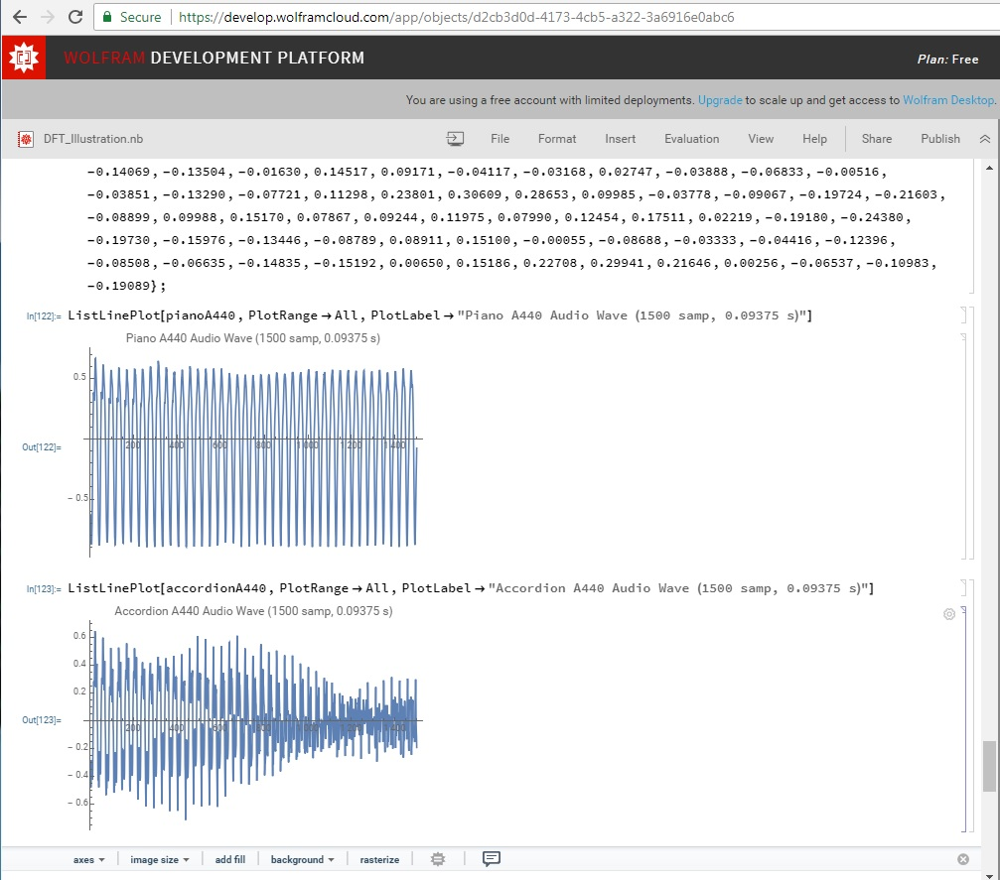 Secure | https://develop.wolframcloud.com/app/objects/d2cb3d0d-4173-4cb5-a322-3a6916e0abc6
WOLFRAM DEVELOPMENT PLATFORM
Plan: Free
You are using a free account with limited deployments. Upgrade to scale up and get access to Wolfram Desktop.
DFT_Illustration.nb File Format Insert Evaluation View Help Share Publish
-0.14069, -0.13504, -0.01630, 0.14517, 0.09171, -0.04117, -0.03168, 0.02747, -0.03888, -0.06833, -0.00516,
-0.03851, -0.13290, -0.07721, 0.11298, 0.23801, 0.30609, 0.28653, 0.09985, -0.03778, -0.09067, -0.19724, -0.21603,
-0.08899, 0.09988, 0.15170, 0.07867, 0.09244, 0.11975, 0.07990, 0.12454, 0.17511, 0.02219, -0.19180, -0.24380,
-0.19730, -0.15976, -0.13446, -0.08789, 0.08911, 0.15100, -0.00055, -0.08688, -0.03333, -0.04416, -0.12396,
-0.08508, -0.06635, -0.14835, -0.15192, 0.00650, 0.15186, 0.22708, 0.29941, 0.21646, 0.00256, -0.06537, -0.10983,
-0.19089};
In[122]:= ListLinePlot[pianoA440, PlotRange→All, PlotLabel→"Piano A440 Audio Wave (1500 samp, 0.09375 s)"]
Piano A440 Audio Wave (1500 samp, 0.09375 s)
0.5
200 400 600 800 1000 1200 1400
Out[122]=
-0.5
In[123]:= ListLinePlot[accordionA440, PlotRange→All, PlotLabel→"Accordion A440 Audio Wave (1500 samp, 0.09375 s)"]
Accordion A440 Audio Wave (1500 samp, 0.09375 s)
0.6
0.4
0.2
Out[123]=
200 400 600 800 1000 1200 1400
-0.2
-0.4
-0.6
axes image size add fill background rasterize